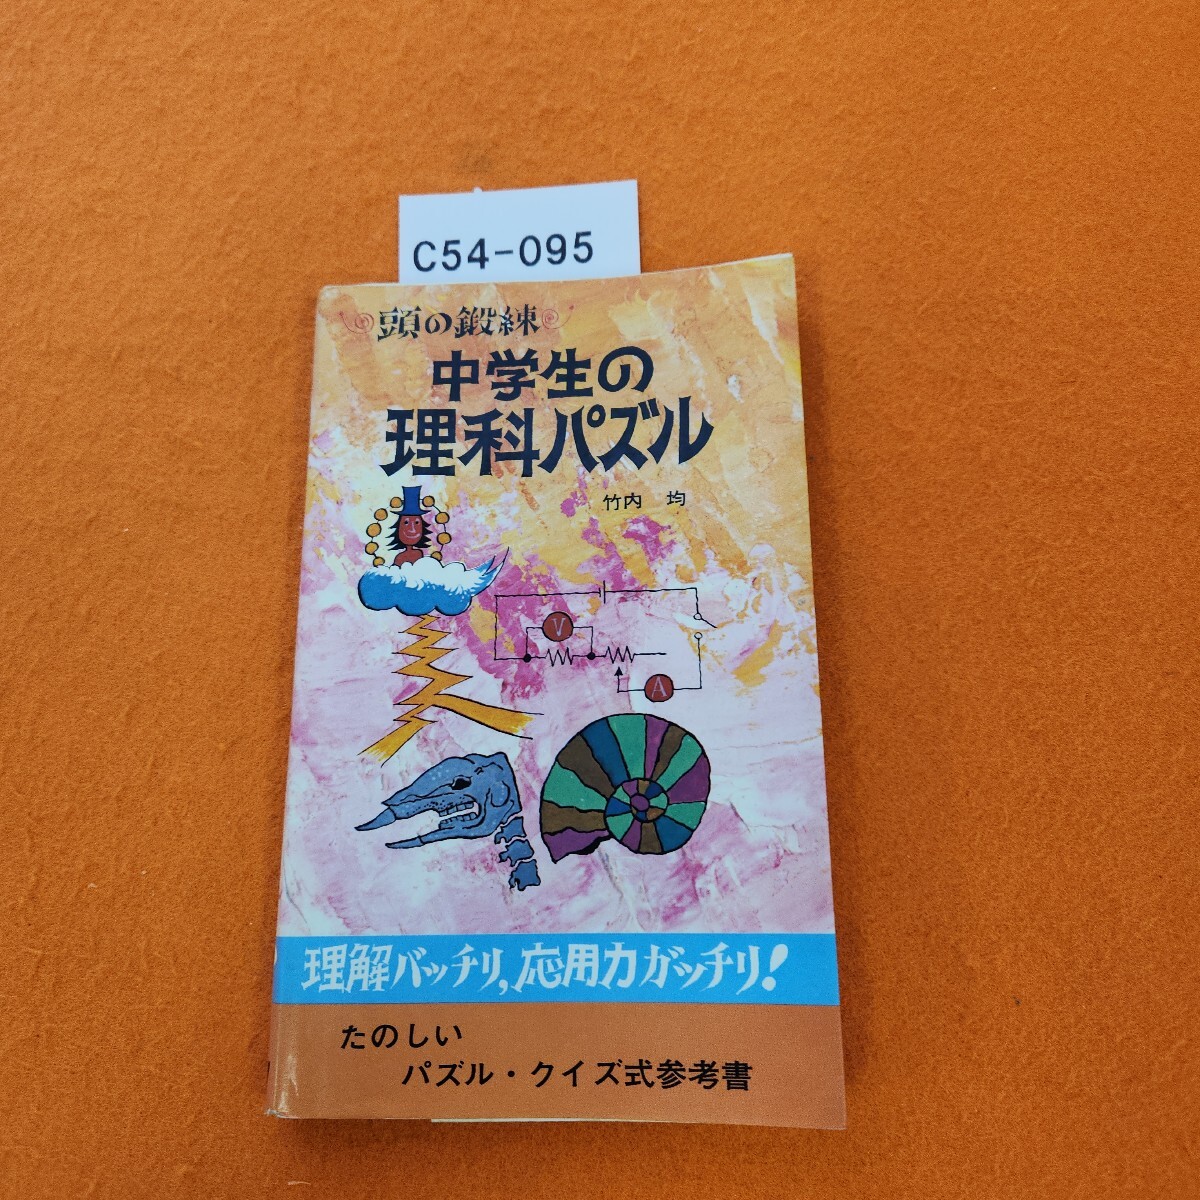 C54-095
頭の鍛練
中学生の
理科パズル
竹内 均
V
A
理解バッチリ,応用力ガッチリ!
たのしい
パズル・クイズ式参考書